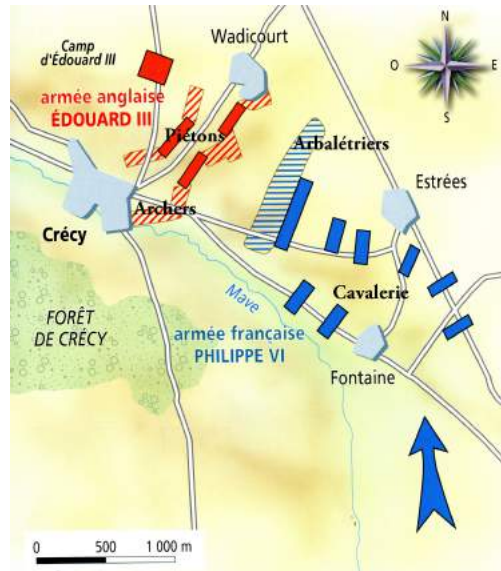 N
O
E
S
Camp
d'Édouard III
Wadicourt
armée anglaise
ÉDOUARD III
Piétons
Arbalétriers
Estrées
Archers
Crécy
Mave
Cavalerie
FORÊT
DE CRÉCY
armée française
PHILIPPE VI
Fontaine
0 500 1 000 m